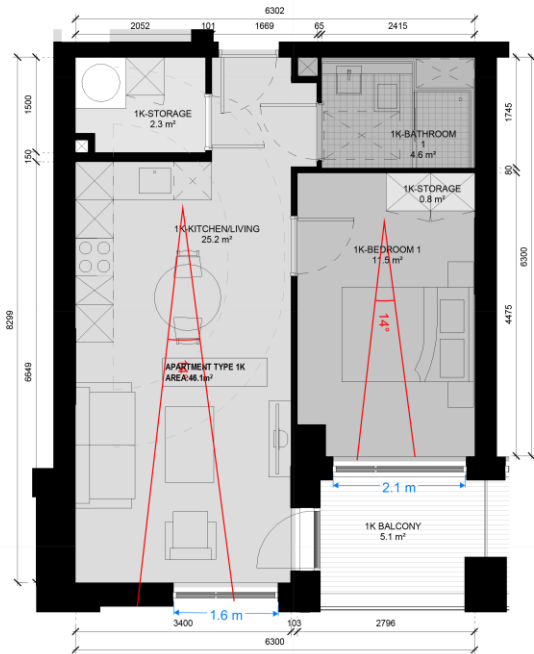 6302
2052
101
1669
65
2415
1500
1K-STORAGE
2.3 m²
1K-BATHROOM
1
4.6 m²
1745
150
80
1K-STORAGE
0.8 m²
1K-KITCHEN/LIVING
25.2 m²
1K-BEDROOM 1
11.5 m²
6300
8299
14°
4475
6649
APARTMENT TYPE 1K
AREA:46.1m²
2.1 m
1K BALCONY
5.1 m²
1.6 m
3400
103
2796
6300